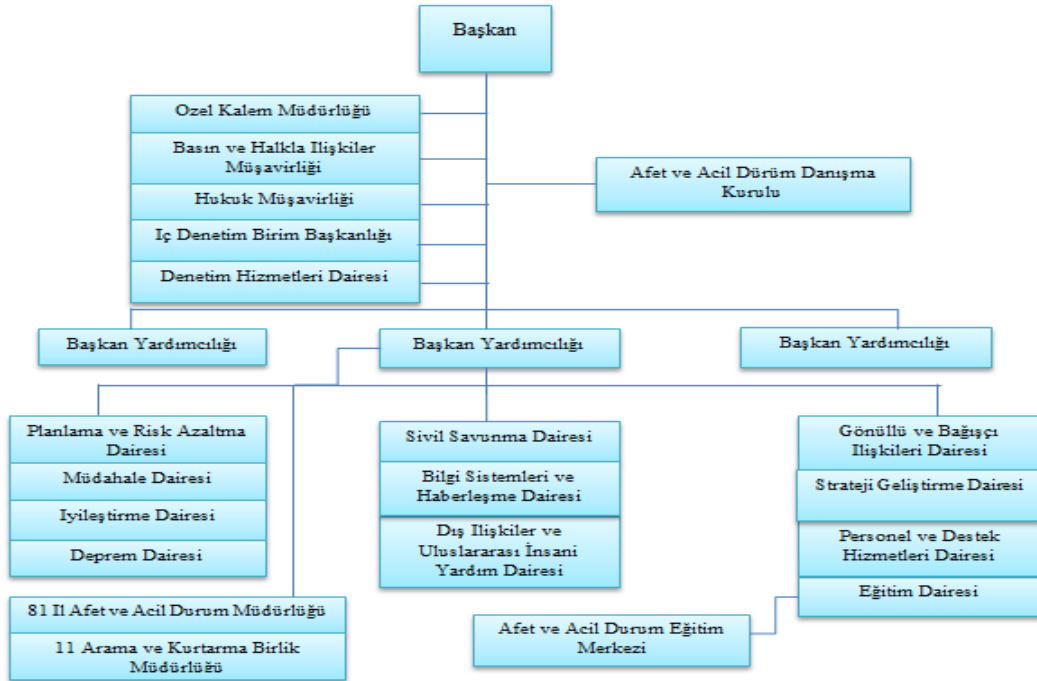 Başkan
Ozel Kalem Müdürlüğü
Basın ve Halkla Ilişkiler
Müşavirliği
Hukuk Müşavirliği
Iç Denetim Birim Başkanlığı
Denetim Hizmetleri Dairesi
Afet ve Acil Dürüm Danışma
Kurulu
Başkan Yardımcılığı
Başkan Yardımcılığı
Başkan Yardımcılığı
Planlama ve Risk Azaltma
Dairesi
Müdahale Dairesi
Iyileştirme Dairesi
Deprem Dairesi
Sivil Savunma Dairesi
Bilgi Sistemleri ve
Haberleşme Dairesi
Dış Ilişkiler ve
Uluslararası İnsani
Yardım Dairesi
Gönüllü ve Bağışçı
Ilişkileri Dairesi
Strateji Geliştirme Dairesi
Personel ve Destek
Hizmetleri Dairesi
Eğitim Dairesi
81 Il Afet ve Acil Durum Müdürlüğü
11 Arama ve Kurtarma Birlik
Müdürlüğü
Afet ve Acil Durum Eğitim
Merkezi